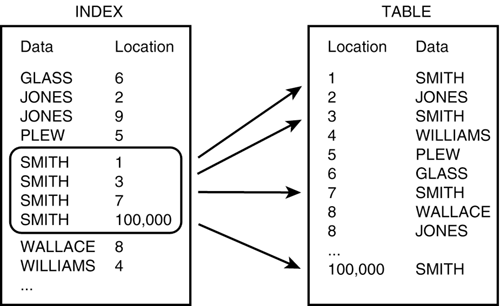 INDEX
Data Location
GLASS 6
JONES 2
JONES 9
PLEW 5
SMITH 1
SMITH 3
SMITH 7
SMITH 100,000
WALLACE 8
WILLIAMS 4
...
TABLE
Location Data
1 SMITH
2 JONES
3 SMITH
4 WILLIAMS
5 PLEW
6 GLASS
7 SMITH
8 WALLACE
8 JONES
...
100,000 SMITH